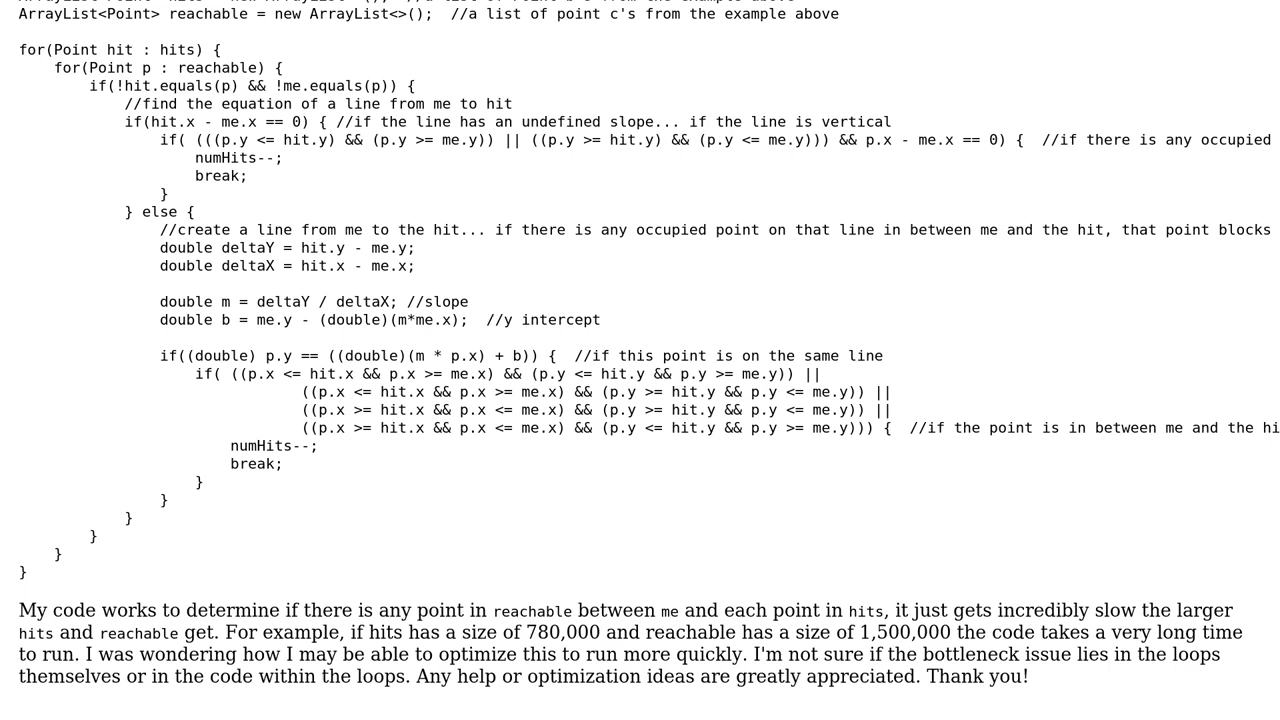 ArrayList<Point> reachable = new ArrayList<>();  //a list of point c's from the example above
for(Point hit : hits) {
    for(Point p : reachable) {
        if(!hit.equals(p) && !me.equals(p)) {
            //find the equation of a line from me to hit
            if(hit.x - me.x == 0) { //if the line has an undefined slope... if the line is vertical
                if( (((p.y <= hit.y) && (p.y >= me.y)) || ((p.y >= hit.y) && (p.y <= me.y))) && p.x - me.x == 0) {  //if there is any occupied
                    numHits--;
                    break;
                }
            } else {
                //create a line from me to the hit... if there is any occupied point on that line in between me and the hit, that point blocks
                double deltaY = hit.y - me.y;
                double deltaX = hit.x - me.x;
                double m = deltaY / deltaX; //slope
                double b = me.y - (double)(m*me.x);  //y intercept
                if((double) p.y == ((double)(m * p.x) + b)) {  //if this point is on the same line
                    if( ((p.x <= hit.x && p.x >= me.x) && (p.y <= hit.y && p.y >= me.y)) ||
                                ((p.x <= hit.x && p.x >= me.x) && (p.y >= hit.y && p.y <= me.y)) ||
                                ((p.x >= hit.x && p.x <= me.x) && (p.y >= hit.y && p.y <= me.y)) ||
                                ((p.x >= hit.x && p.x <= me.x) && (p.y <= hit.y && p.y >= me.y))) {  //if the point is in between me and the hi
                        numHits--;
                        break;
                    }
                }
            }
        }
    }
}
My code works to determine if there is any point in reachable between me and each point in hits, it just gets incredibly slow the larger
hits and reachable get. For example, if hits has a size of 780,000 and reachable has a size of 1,500,000 the code takes a very long time
to run. I was wondering how I may be able to optimize this to run more quickly. I'm not sure if the bottleneck issue lies in the loops
themselves or in the code within the loops. Any help or optimization ideas are greatly appreciated. Thank you!